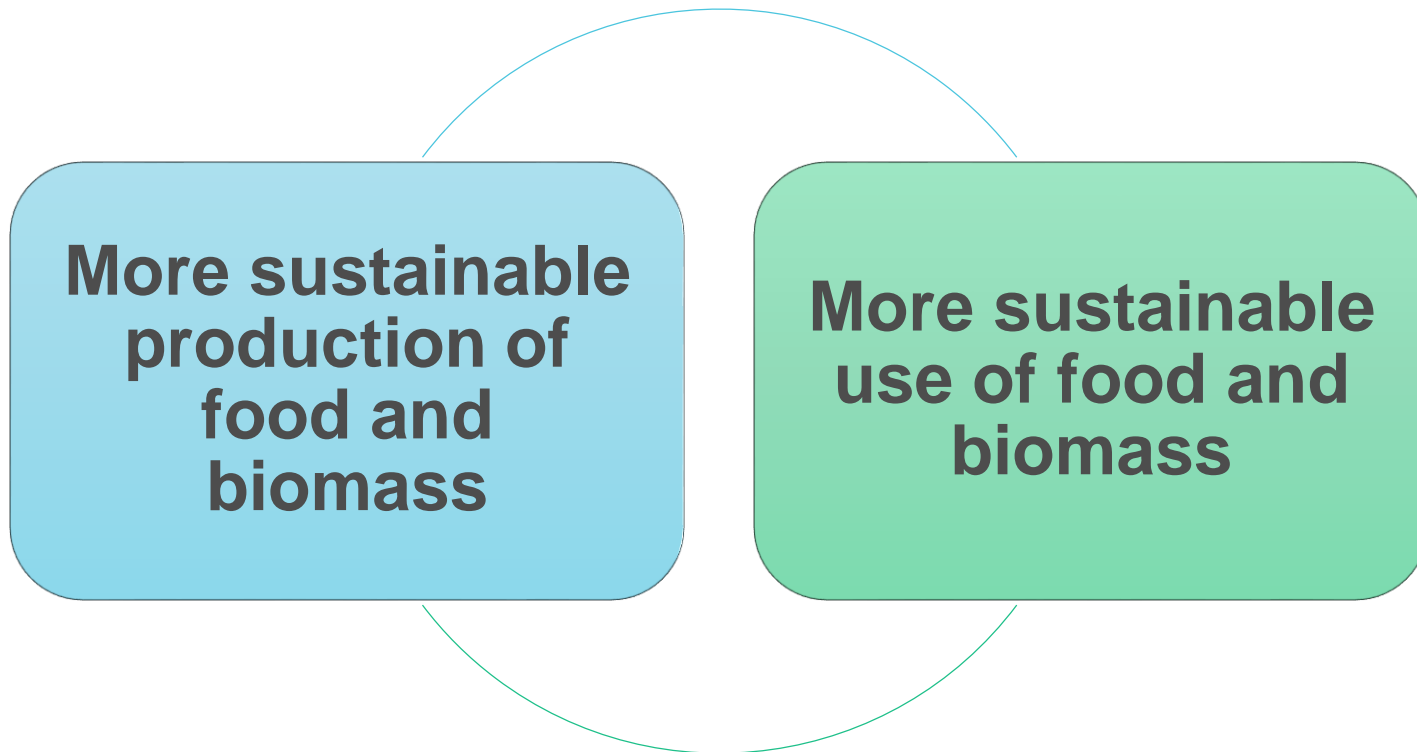 More sustainable
production of
food and
biomass
More sustainable
use of food and
biomass